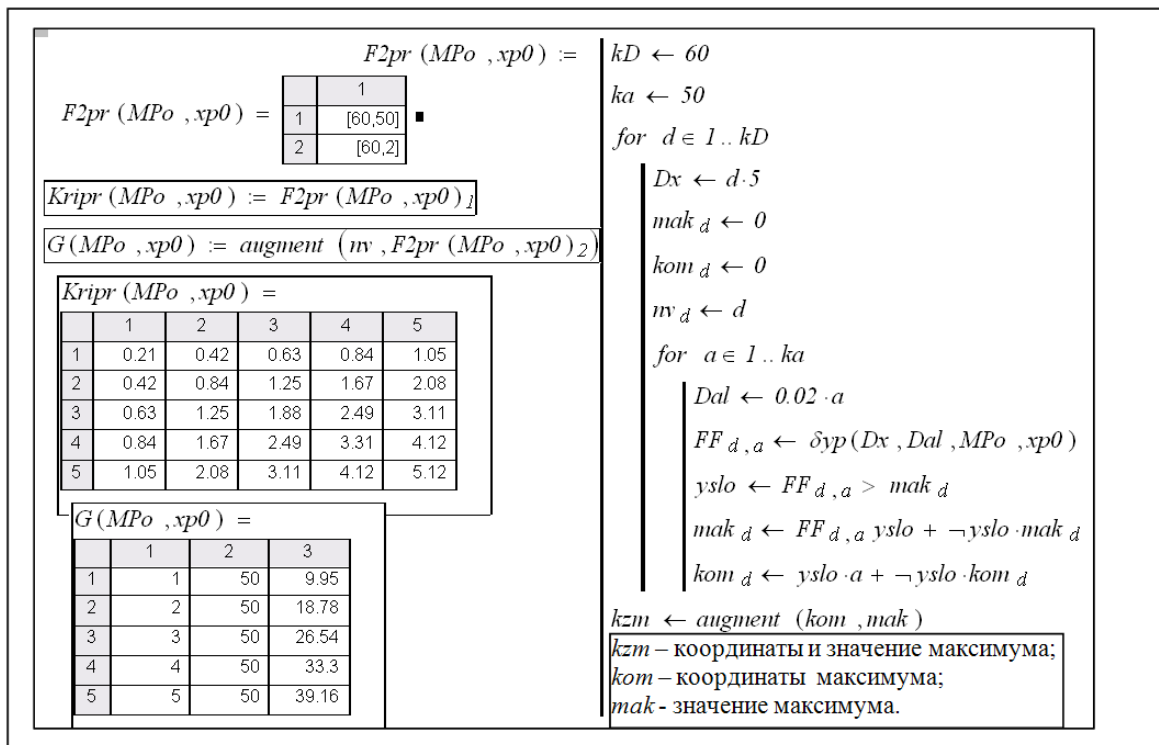 F2pr (MPo , xp0) :=
F2pr (MPo , xp0) =
1
1 [60,50]
2 [60,2]
Kripr (MPo , xp0) := F2pr (MPo , xp0)_1
G (MPo , xp0) := augment (nv , F2pr (MPo , xp0)_2)
Kripr (MPo , xp0) =
1 2 3 4 5
1 0.21 0.42 0.63 0.84 1.05
2 0.42 0.84 1.25 1.67 2.08
3 0.63 1.25 1.88 2.49 3.11
4 0.84 1.67 2.49 3.31 4.12
5 1.05 2.08 3.11 4.12 5.12
G (MPo , xp0) =
1 2 3
1 1 50 9.95
2 2 50 18.78
3 3 50 26.54
4 4 50 33.3
5 5 50 39.16
kD ← 60
ka ← 50
for d ∈ 1 .. kD
Dx ← d·5
mak_d ← 0
kom_d ← 0
nv_d ← d
for a ∈ 1 .. ka
Dal ← 0.02 ·a
FF_d,a ← δyp(Dx , Dal , MPo , xp0)
yslo ← FF_d,a > mak_d
mak_d ← FF_d,a yslo + ¬yslo·mak_d
kom_d ← yslo·a + ¬yslo·kom_d
kzm ← augment (kom , mak)
kzm – координаты и значение максимума;
kom – координаты максимума;
mak - значение максимума.